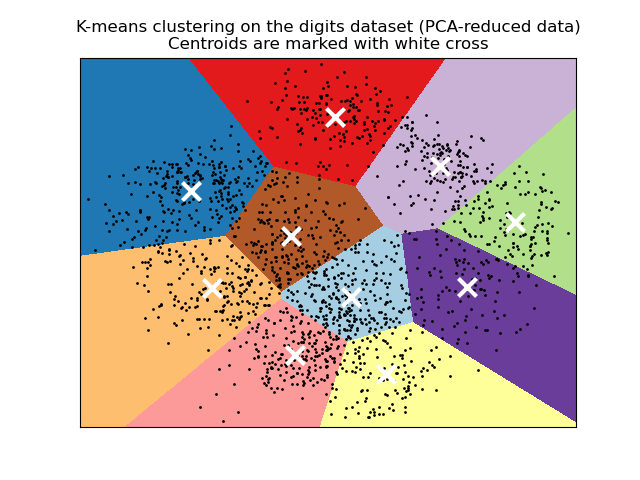 K-means clustering on the digits dataset (PCA-reduced data)
Centroids are marked with white cross